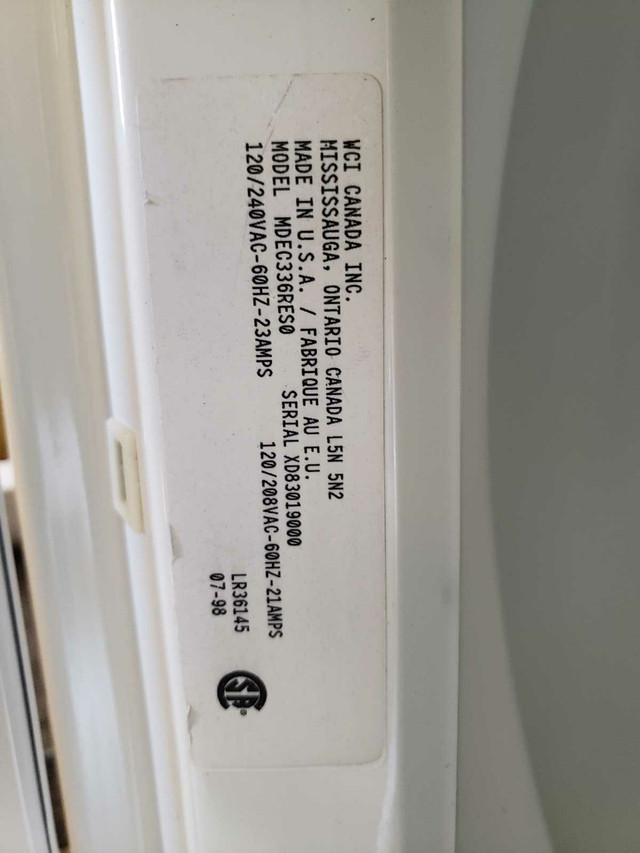 WCI CANADA INC.
MISSISSAUGA, ONTARIO CANADA L5N 5N2
MADE IN U.S.A. / FABRIQUE AU E.U.
MODEL MDEC336RES0 SERIAL XD83019000
120/240VAC-60HZ-23AMPS 120/208VAC-60HZ-21AMPS
LR36145
07-98